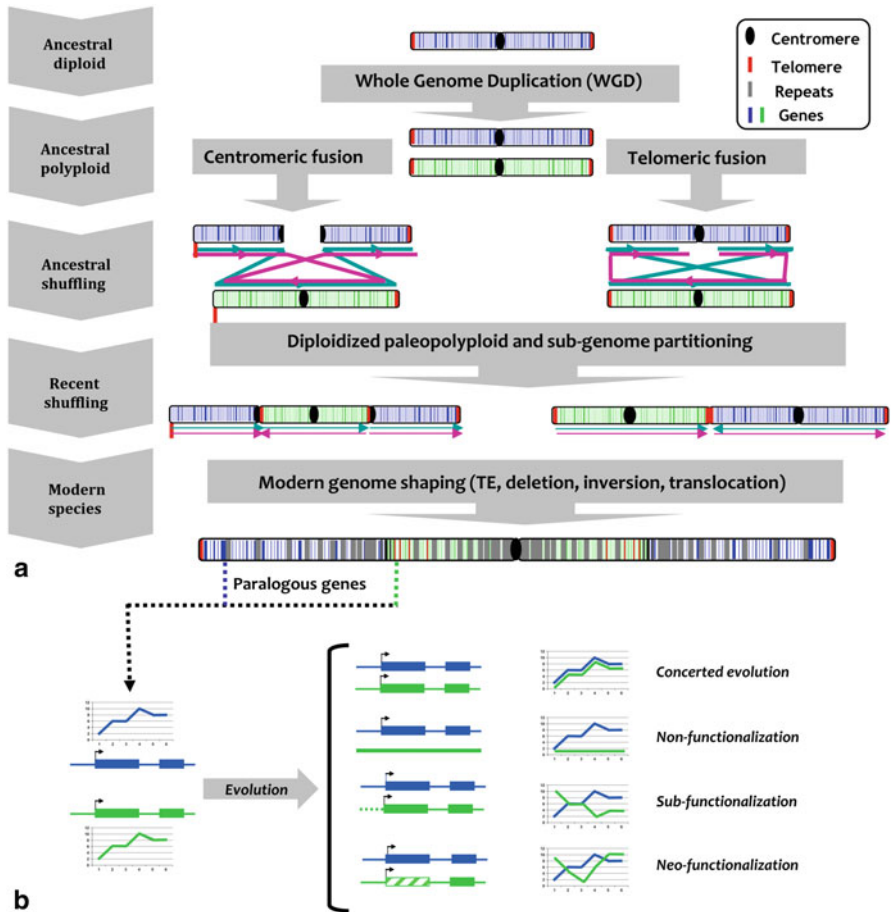 Ancestral
diploid
Centromere
Telomere
Repeats
Genes
Whole Genome Duplication (WGD)
Ancestral
polyploid
Centromeric fusion
Telomeric fusion
Ancestral
shuffling
Diploidized paleopolyploid and sub-genome partitioning
Recent
shuffling
Modern genome shaping (TE, deletion, inversion, translocation)
Modern
species
a
Paralogous genes
Concerted evolution
Non-functionalization
Evolution
Sub-functionalization
Neo-functionalization
b